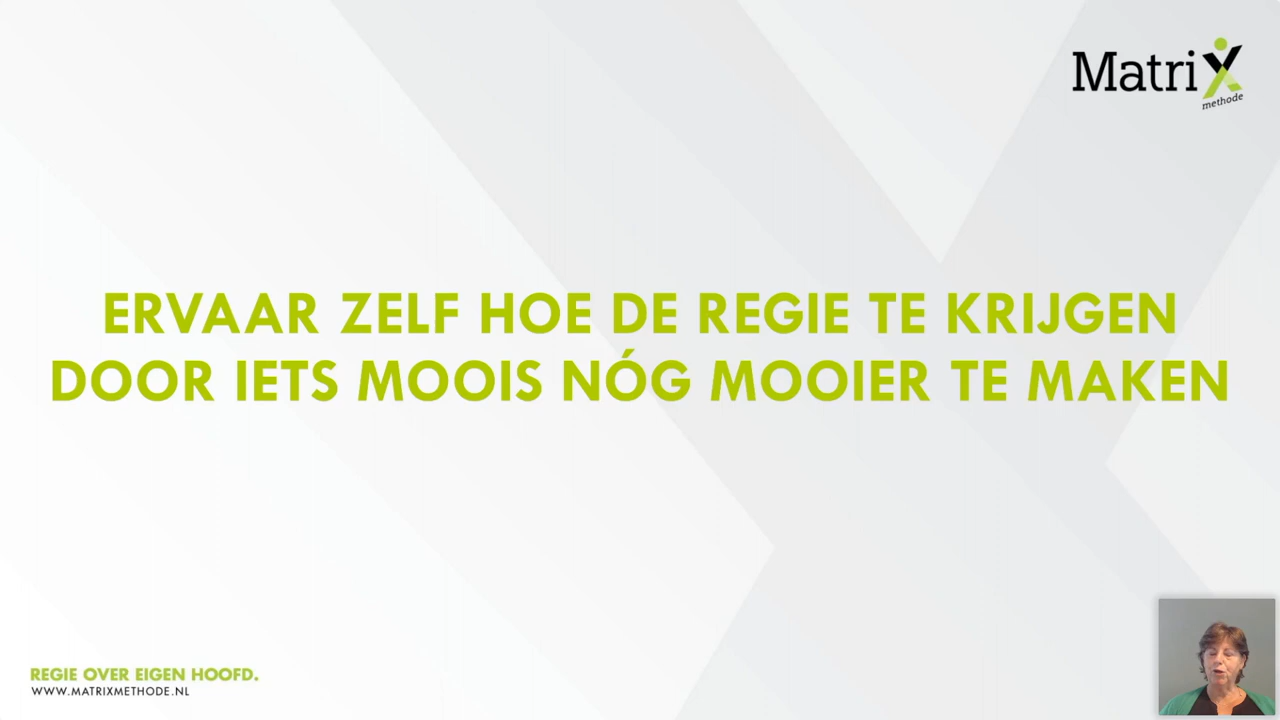 MatriX
methode
ERVAAR ZELF HOE DE REGIE TE KRIJGEN
DOOR IETS MOOIS NÓG MOOIER TE MAKEN
REGIE OVER EIGEN HOOFD.
WWW.MATRIXMETHODE.NL